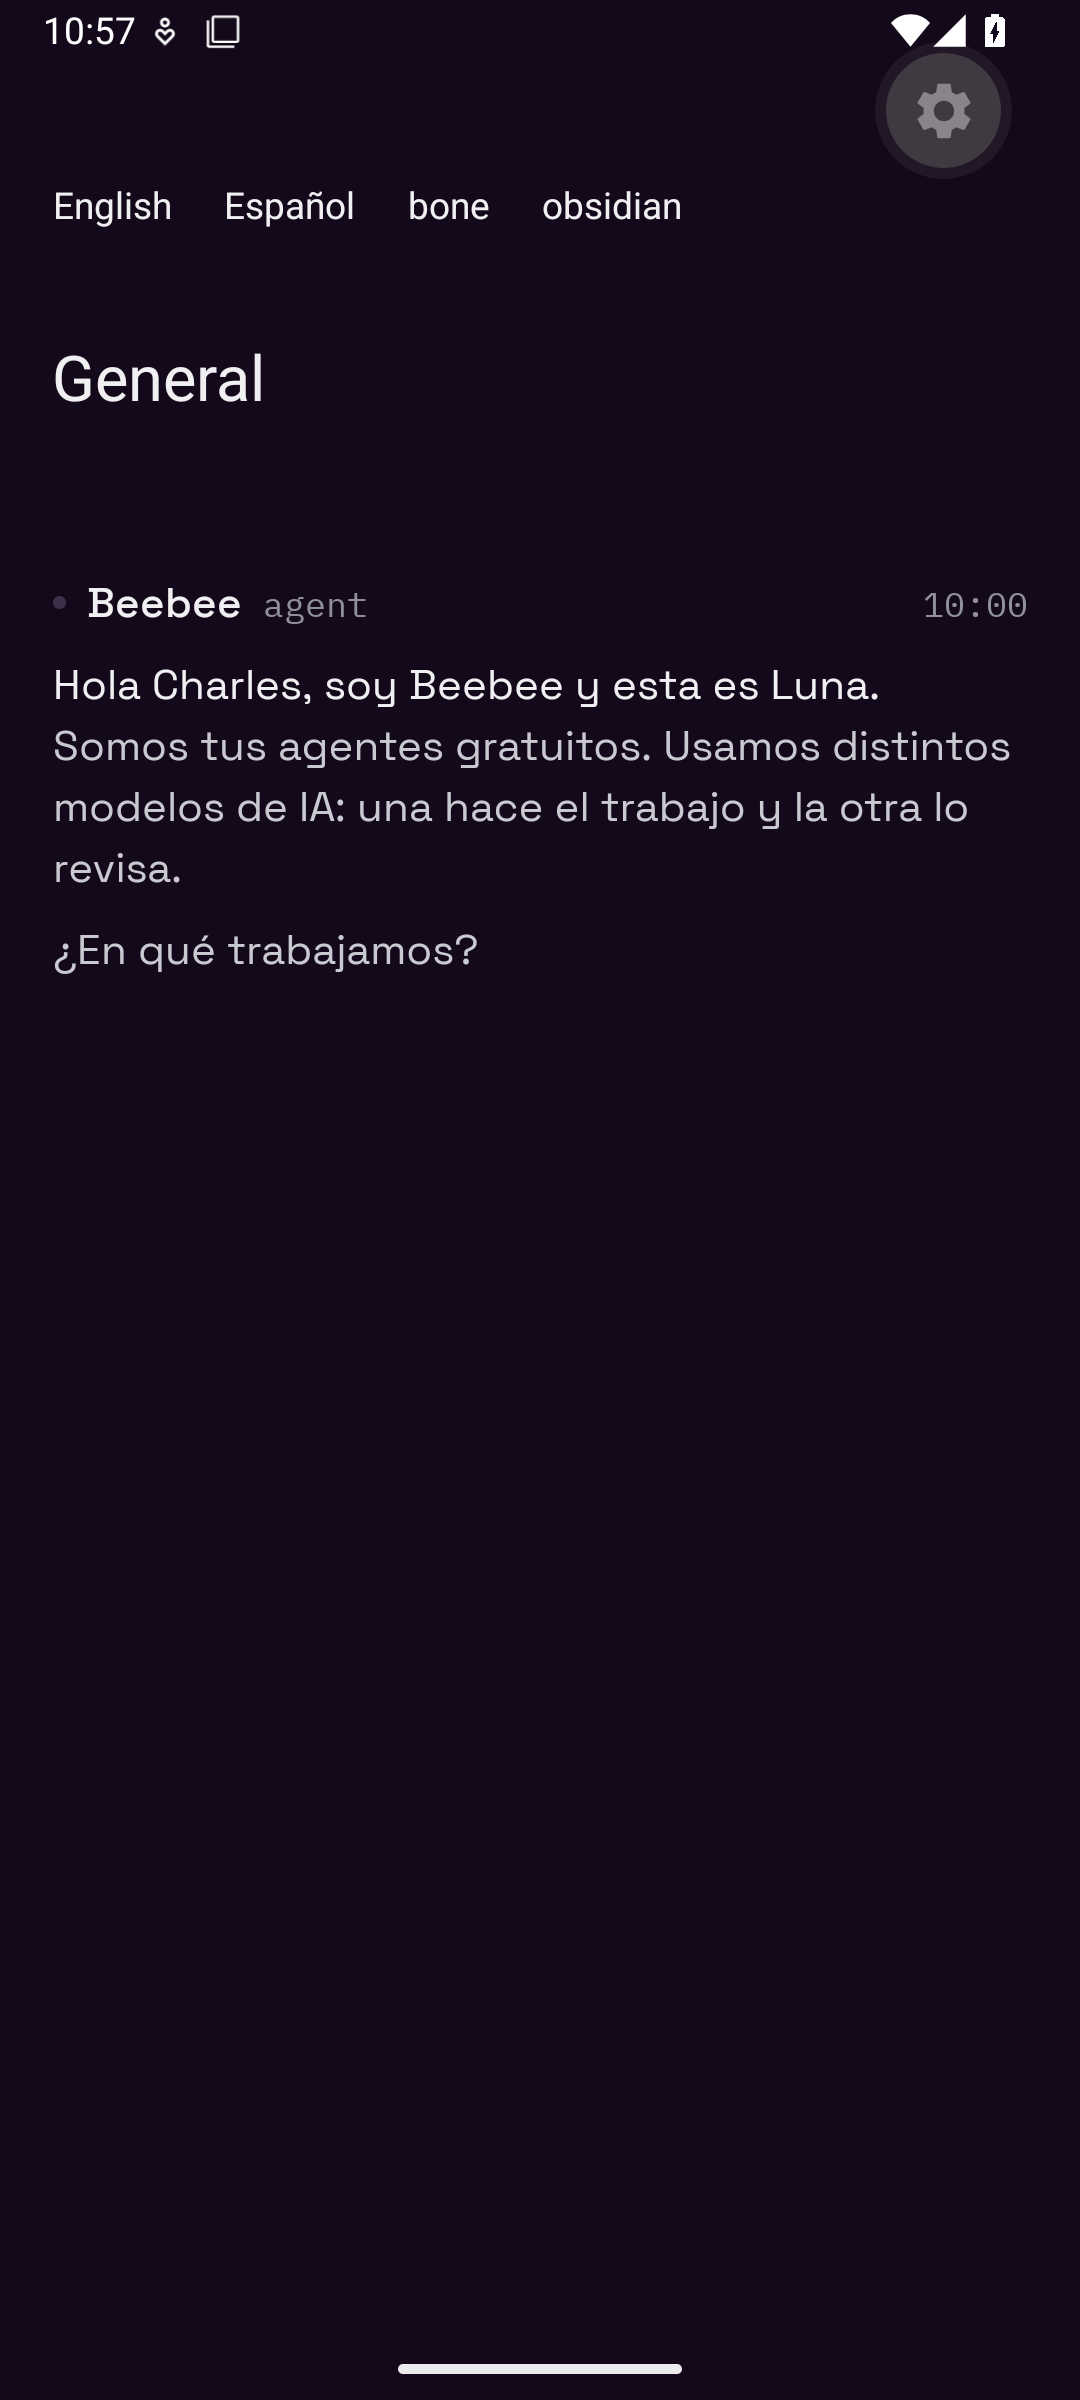 10:57
English Español bone obsidian
General
Beebee agent 10:00
Hola Charles, soy Beebee y esta es Luna.
Somos tus agentes gratuitos. Usamos distintos
modelos de IA: una hace el trabajo y la otra lo
revisa.
¿En qué trabajamos?